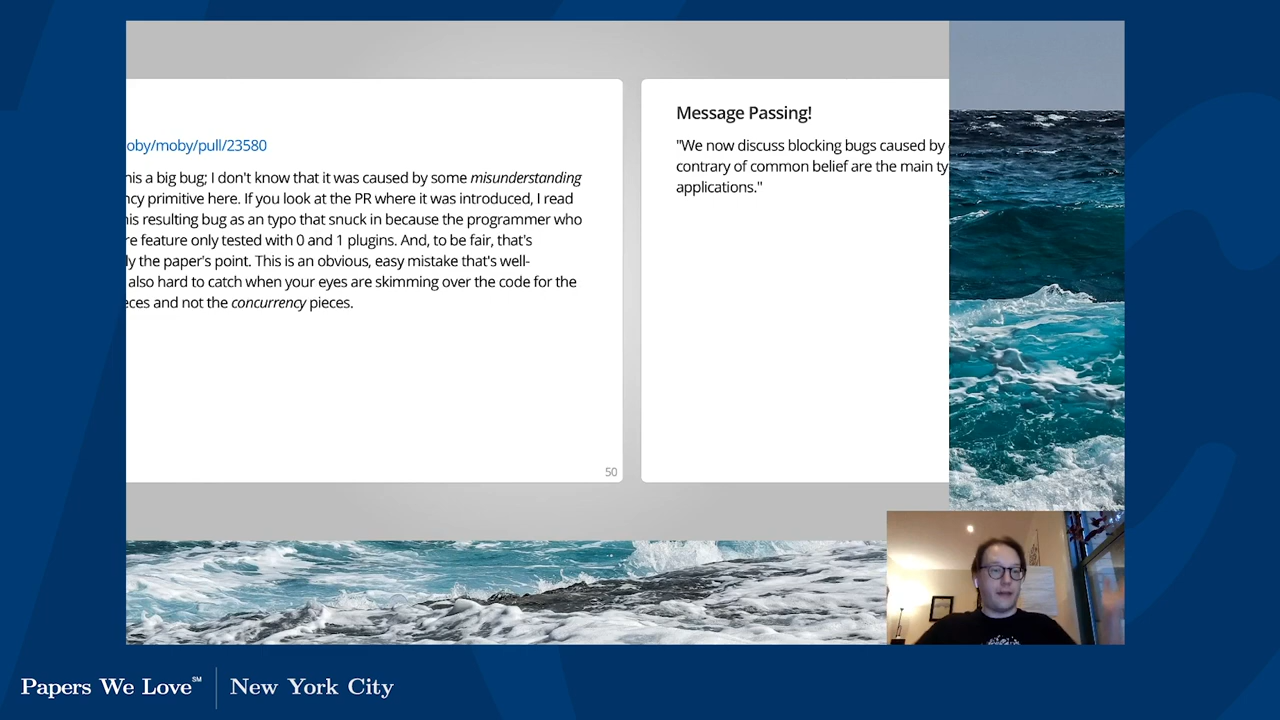 oby/moby/pull/23580
his a big bug; I don't know that it was caused by some misunderstanding
ncy primitive here. If you look at the PR where it was introduced, I read
his resulting bug as an typo that snuck in because the programmer who
re feature only tested with 0 and 1 plugins. And, to be fair, that's
ly the paper's point. This is an obvious, easy mistake that's well-
also hard to catch when your eyes are skimming over the code for the
eces and not the concurrency pieces.
50
Message Passing!
"We now discuss blocking bugs caused by
contrary of common belief are the main ty
applications."
Papers We Love℠
New York City